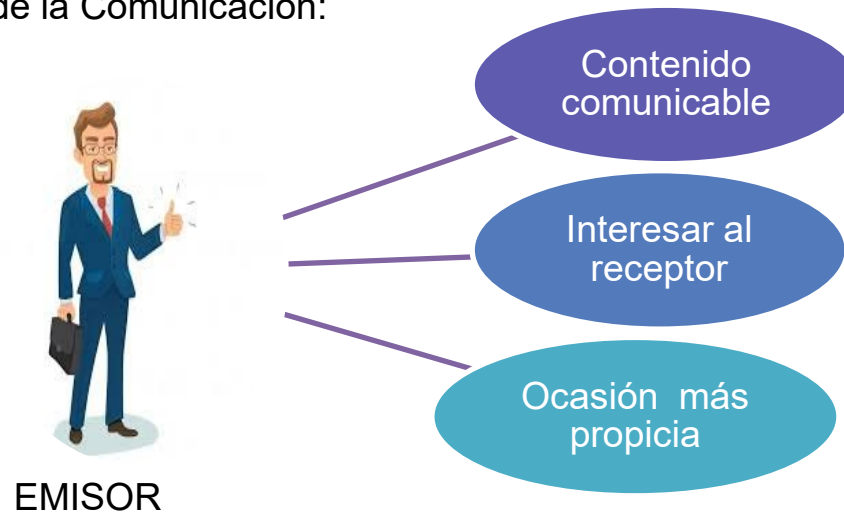 de la Comunicación:
Contenido
comunicable
Interesar al
receptor
Ocasión más
propicia
EMISOR